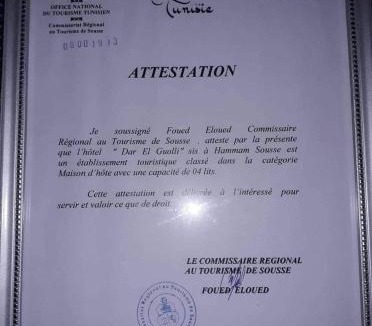 OFFICE NATIONAL
DU TOURISME TUNISIEN
Tunisie
Commissariat Régional
au Tourisme de Sousse
ATTESTATION
Je soussigné Foued Eloued Commissaire
Régional au Tourisme de Sousse , atteste par la présente
que l'hôtel " Dar El Guolli" sis à Hammam Sousse est
un établissement touristique classé dans la catégorie
Maison d'hôte avec une capacité de 04 lits.
Cette attestation est délivrée à l'intéressé pour
servir et valoir ce que de droit.
LE COMMISSAIRE REGIONAL
AU TOURISME DE SOUSSE
FOUED ELOUED